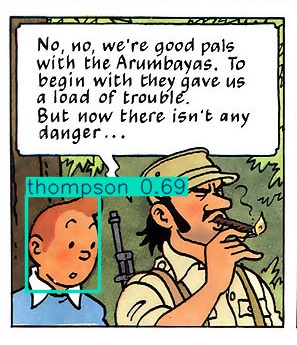 No, no, we're good pals
with the Arumbayas. To
begin with they gave us
a load of trouble.
But now there isn't any
danger...
thompson 0.69